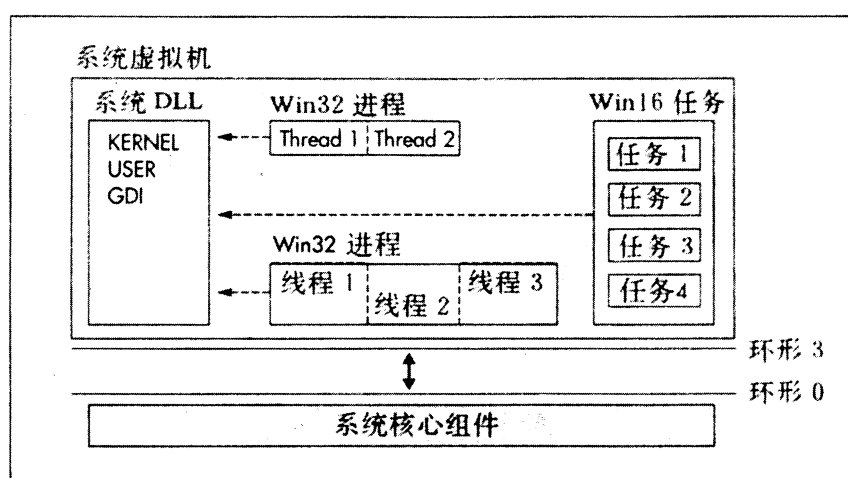 系统虚拟机
系统 DLL
Win32 进程
Win16 任务
KERNEL
USER
GDI
Thread 1
Thread 2
任务 1
任务 2
任务 3
任务4
Win32 进程
线程 1
线程 2
线程 3
环形 3
环形 0
系统核心组件